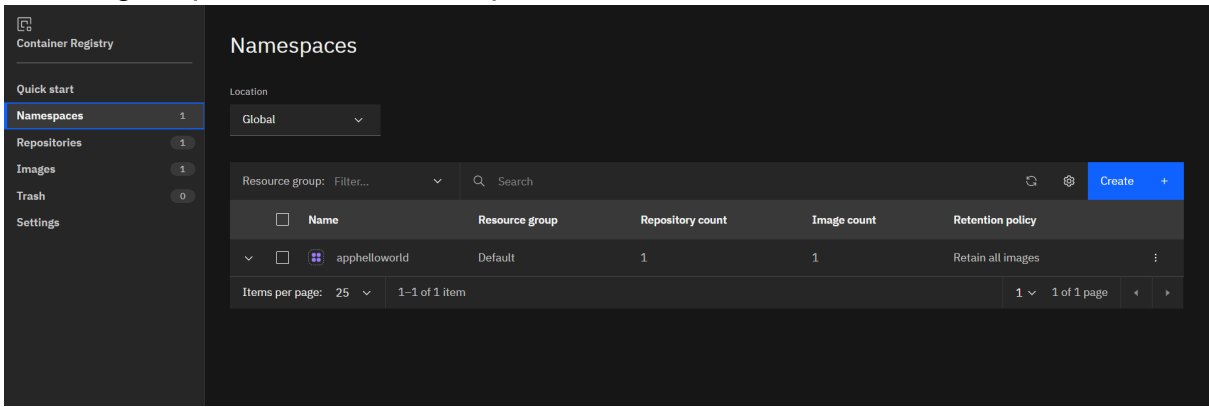 Container Registry
Quick start
Namespaces 1
Repositories 1
Images 1
Trash 0
Settings
Namespaces
Location
Global
Resource group: Filter... Search Create +
Name Resource group Repository count Image count Retention policy
apphelloworld Default 1 1 Retain all images
Items per page: 25 1–1 of 1 item 1 1 of 1 page